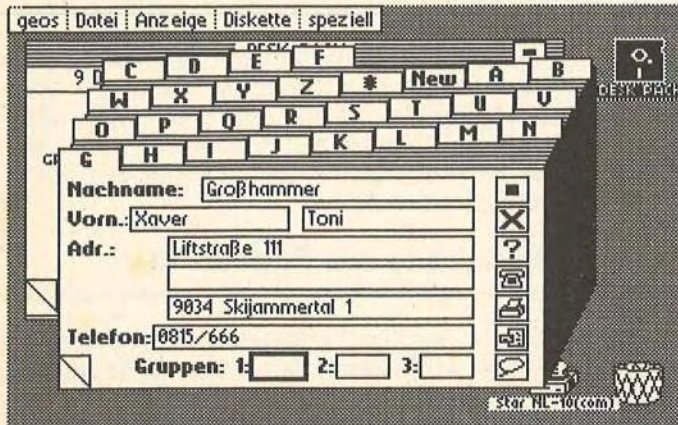 geos Datei Anzeige Diskette speziell
9 D
C D E F
W X Y Z * New A B
O P Q R S T U V
G H I J K L M N
Nachname: Großhammer
Vorn.: Xaver Toni
Adr.: Liftstraße 111
9034 Skijammertal 1
Telefon: 0815/666
Gruppen: 1: 2: 3:
?
DESK PACK
Star NL-10(com)